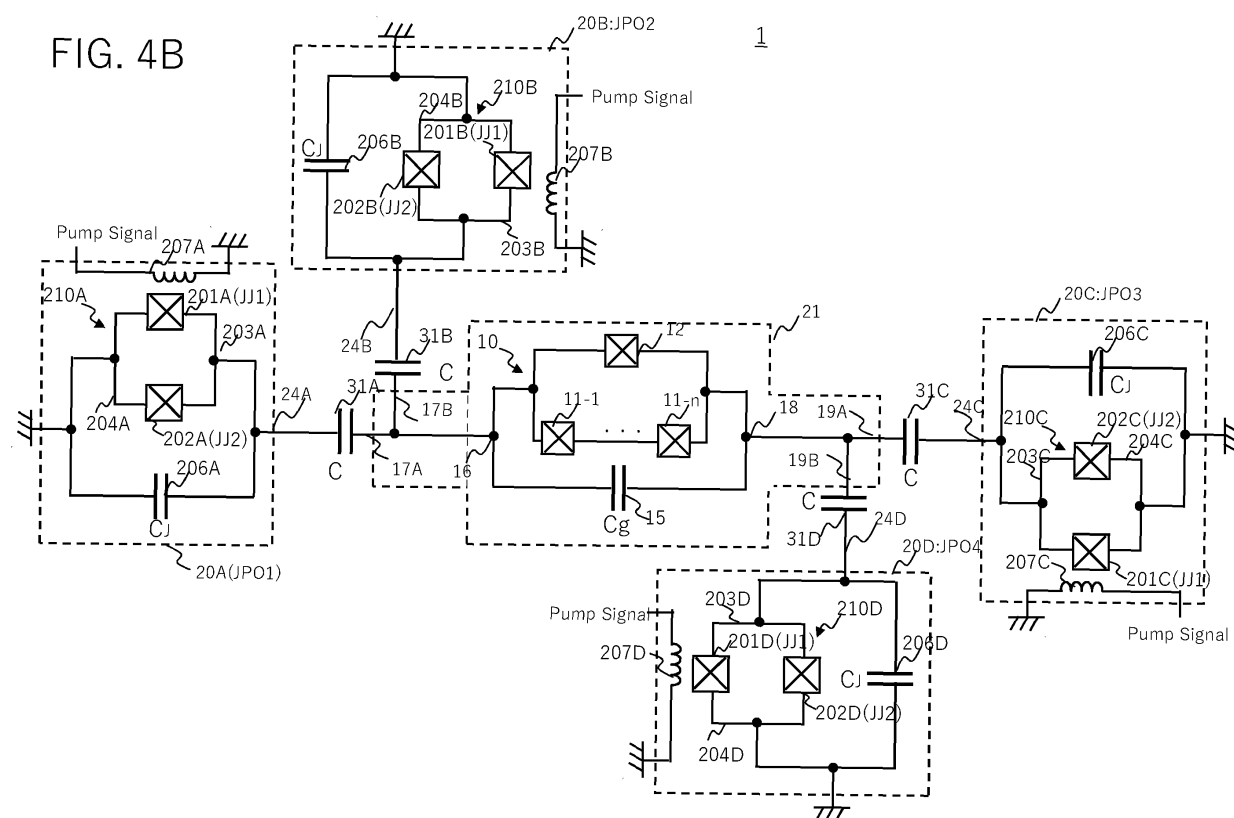 FIG. 4B
1
20B:JPO2
Pump Signal
204B
210B
201B(JJ1)
CJ
206B
207B
202B(JJ2)
203B
Pump Signal
207A
210A
201A(JJ1)
203A
204A
202A(JJ2)
206A
CJ
20A(JPO1)
24A
31A
C
17A
24B
31B
C
17B
16
10
12
11-1
· · · ·
11-n
21
18
Cg
15
19A
19B
31C
C
24C
C
31D
24D
20C:JPO3
206C
CJ
210C
202C(JJ2)
203C
204C
207C
201C(JJ1)
Pump Signal
20D:JPO4
Pump Signal
203D
210D
201D(JJ1)
207D
206D
CJ
202D(JJ2)
204D